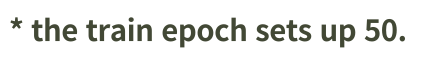 * the train epoch sets up 50.